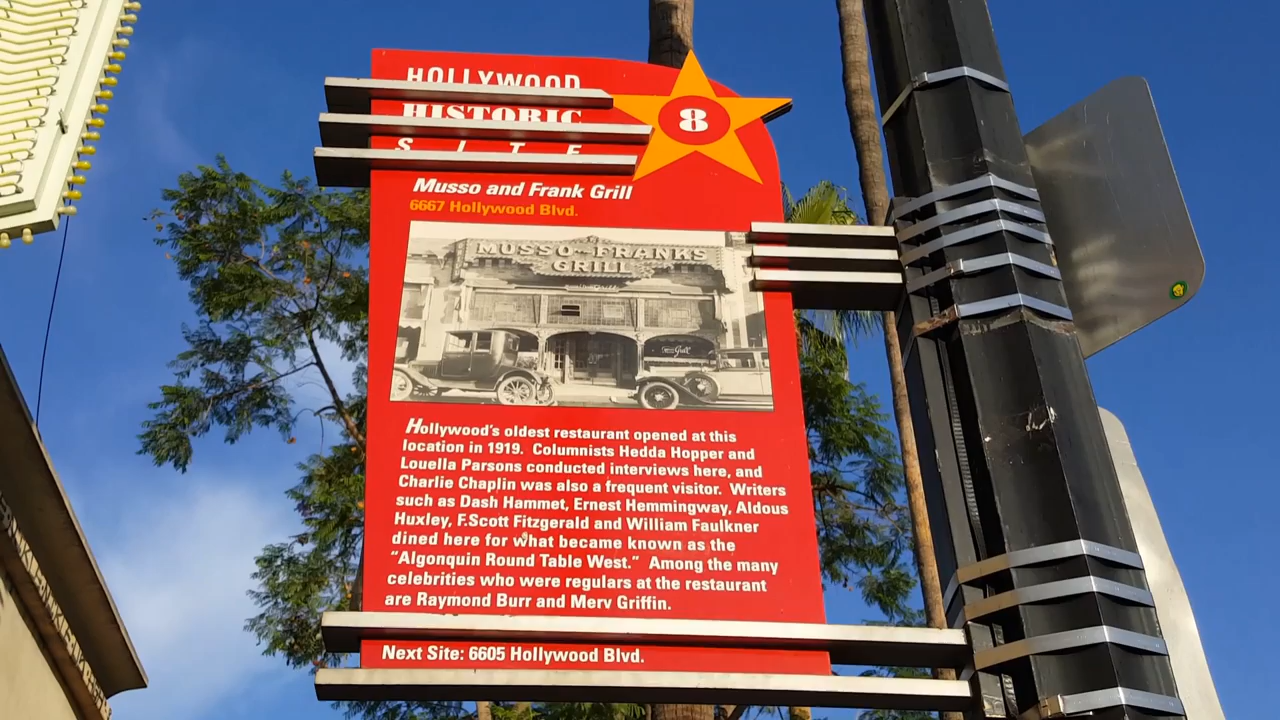 HOLLYWOOD
HISTORIC
SITE
8
Musso and Frank Grill
6667 Hollywood Blvd.
MUSSO-FRANKS
GRILL
Grill
Hollywood's oldest restaurant opened at this
location in 1919. Columnists Hedda Hopper and
Louella Parsons conducted interviews here, and
Charlie Chaplin was also a frequent visitor. Writers
such as Dash Hammet, Ernest Hemmingway, Aldous
Huxley, F.Scott Fitzgerald and William Faulkner
dined here for what became known as the
"Algonquin Round Table West." Among the many
celebrities who were regulars at the restaurant
are Raymond Burr and Merv Griffin.
Next Site: 6605 Hollywood Blvd.